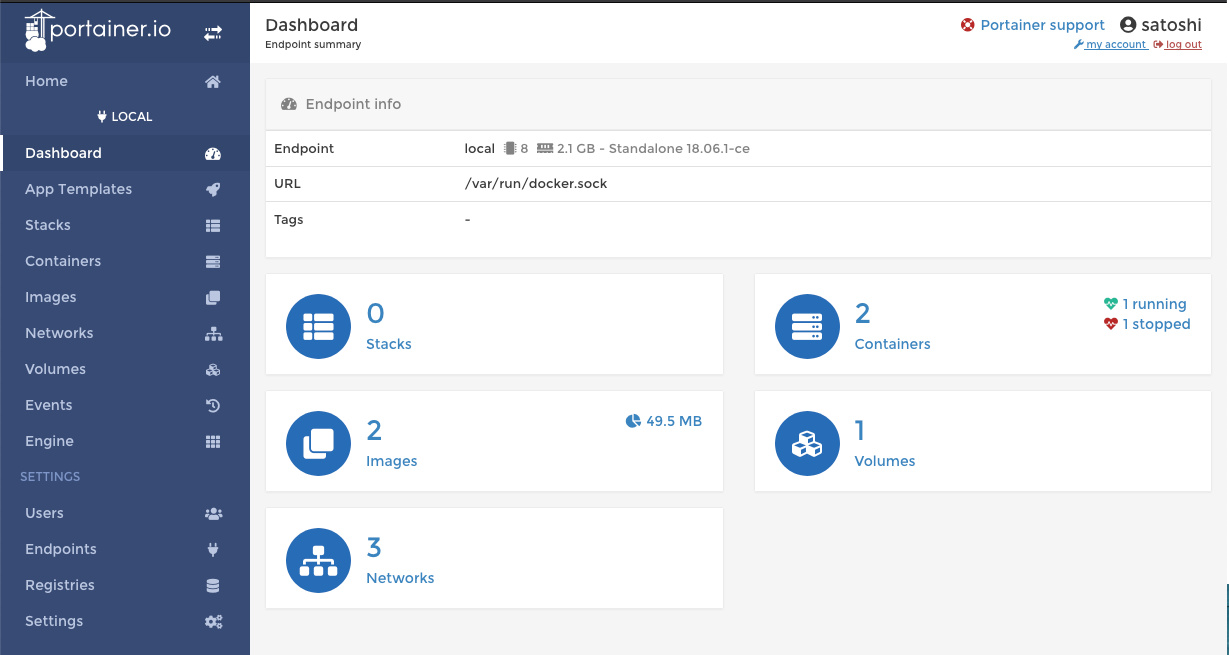 portainer.io
Home
LOCAL
Dashboard
App Templates
Stacks
Containers
Images
Networks
Volumes
Events
Engine
SETTINGS
Users
Endpoints
Registries
Settings
Dashboard
Endpoint summary
Portainer support satoshi
my account log out
Endpoint info
Endpoint local 8 2.1 GB - Standalone 18.06.1-ce
URL /var/run/docker.sock
Tags -
0
Stacks
2
Containers
1 running
1 stopped
2
Images
49.5 MB
1
Volumes
3
Networks